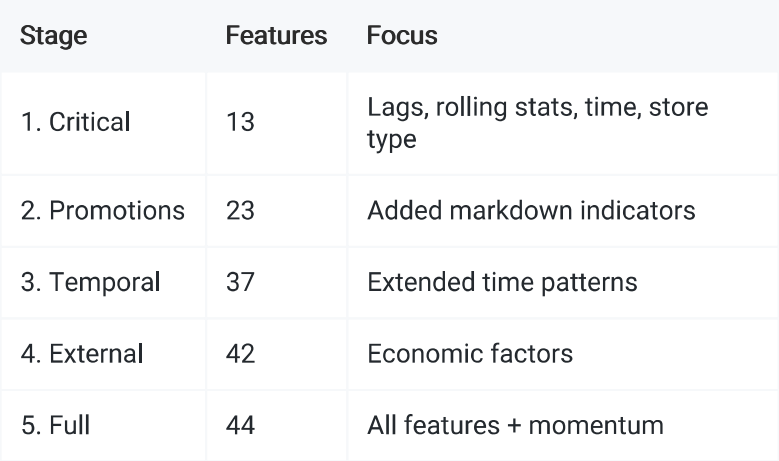 Stage Features Focus
1. Critical 13 Lags, rolling stats, time, store
type
2. Promotions 23 Added markdown indicators
3. Temporal 37 Extended time patterns
4. External 42 Economic factors
5. Full 44 All features + momentum